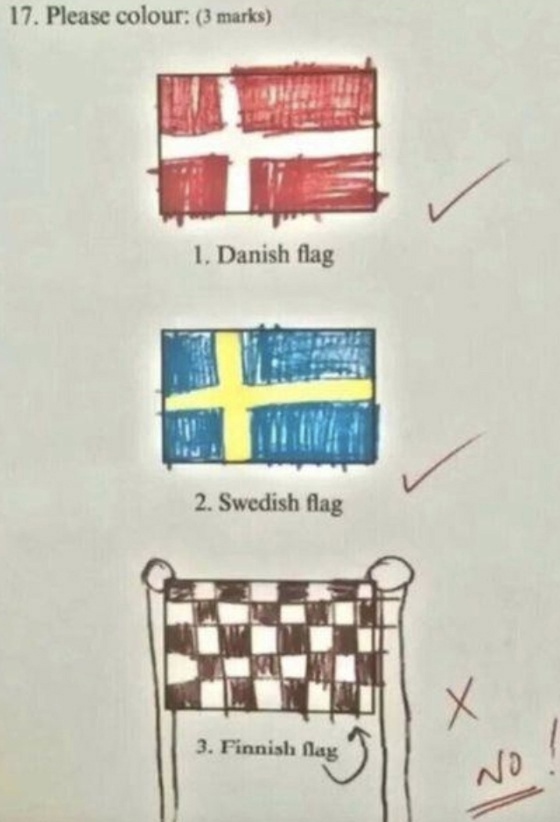 17. Please colour: (3 marks)
1. Danish flag
2. Swedish flag
3. Finnish flag
NO!